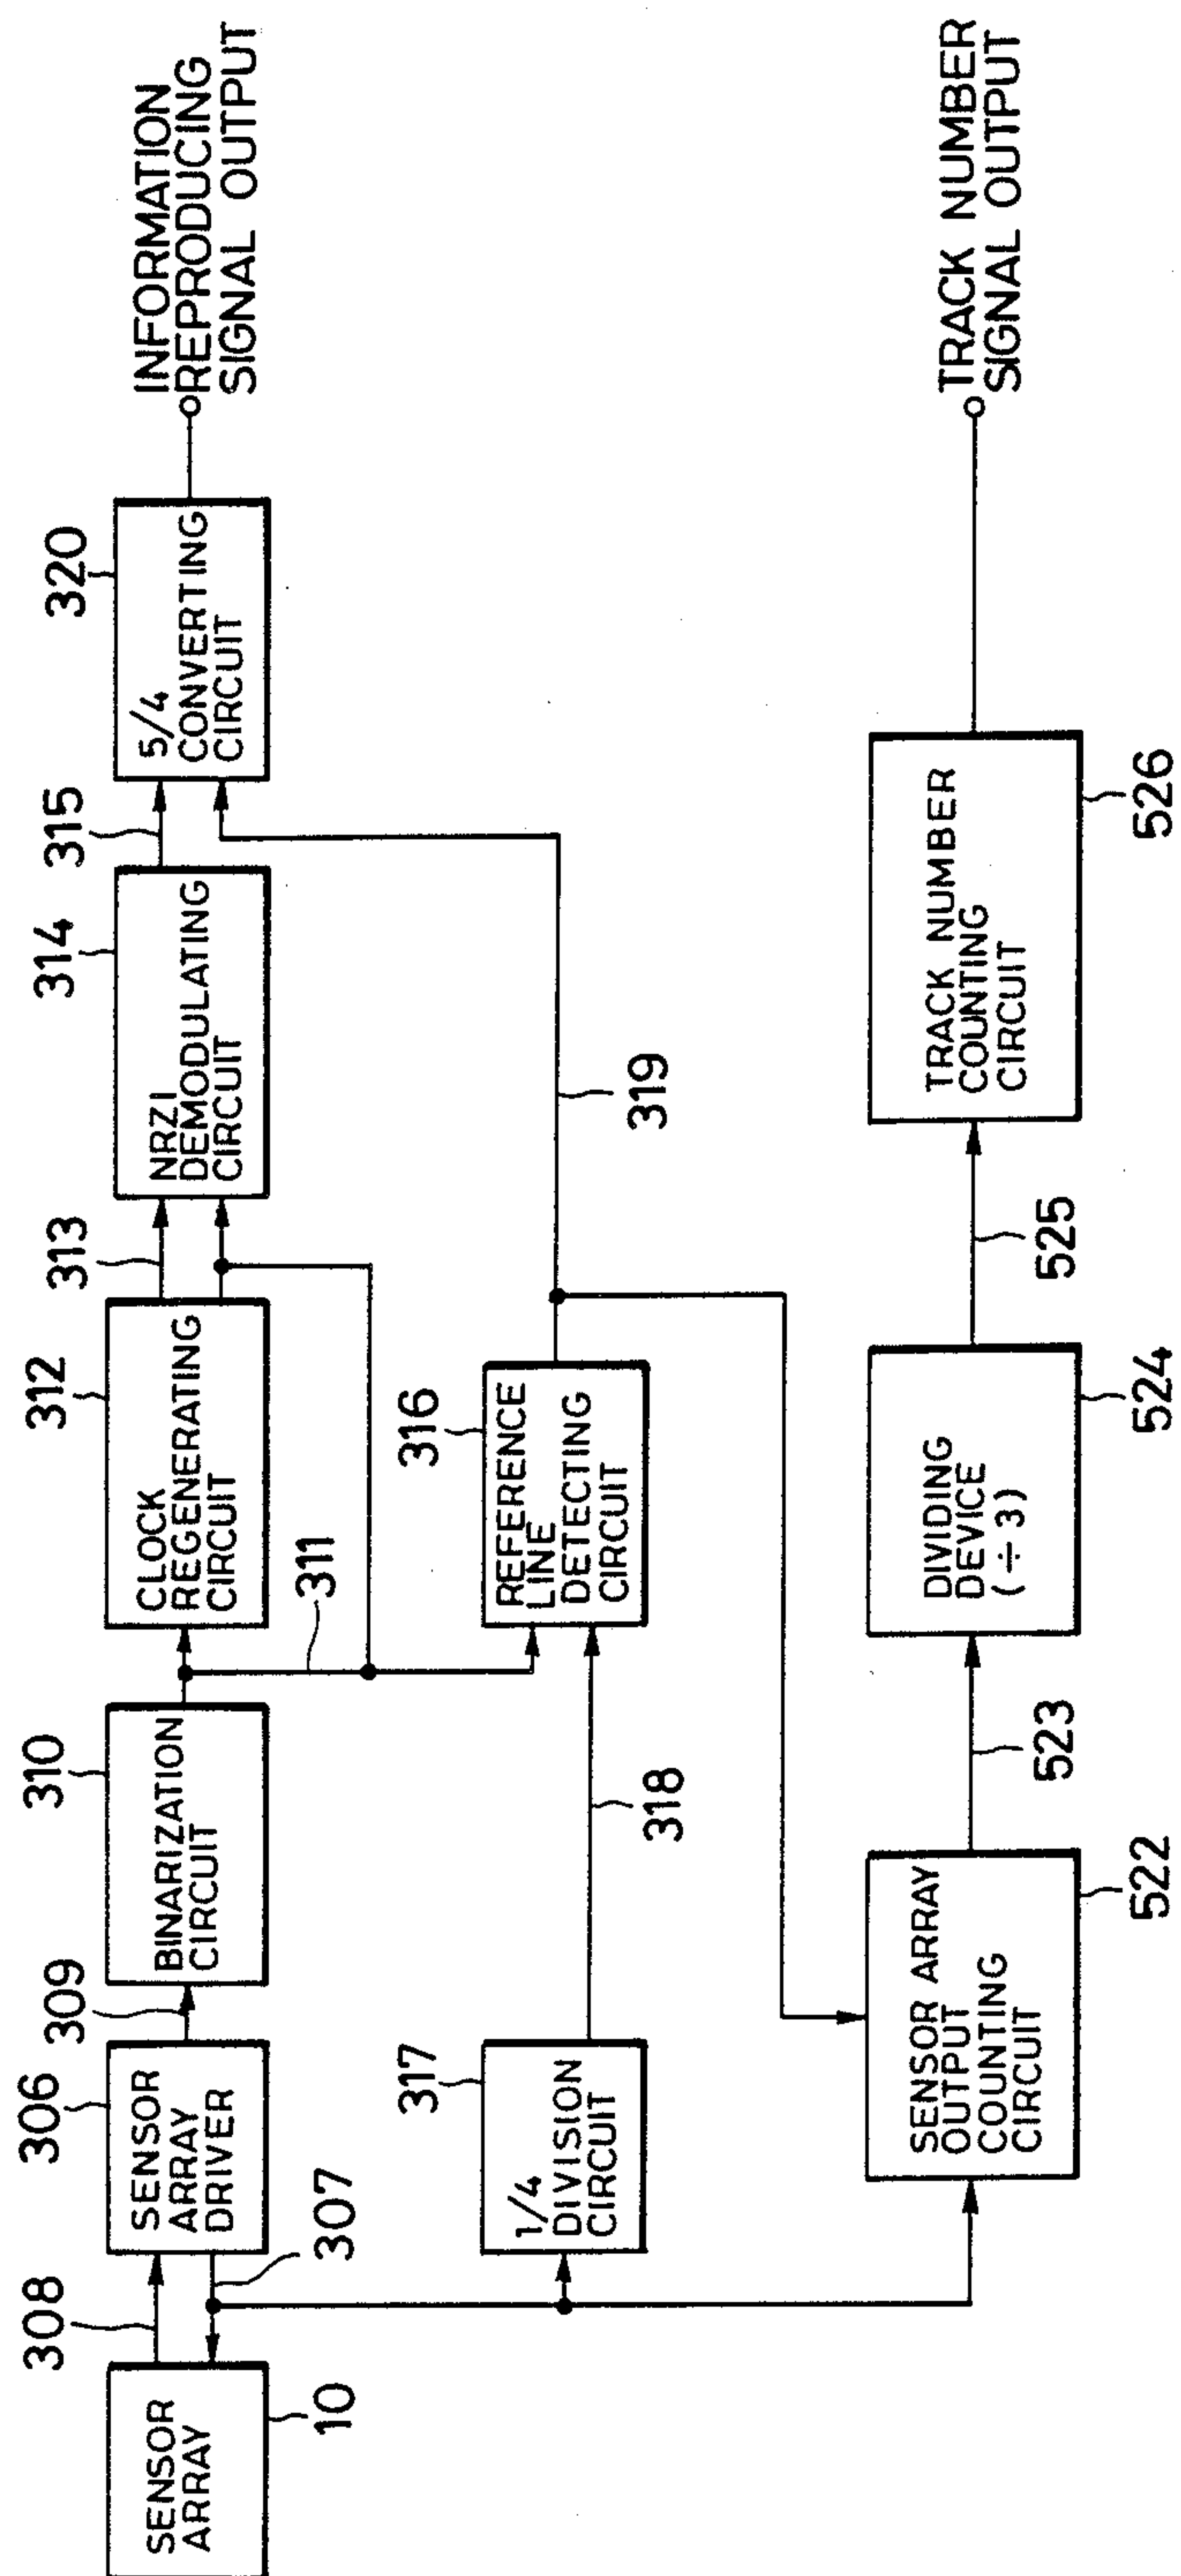 308
306
309
310
312
313
314
315
320
SENSOR
ARRAY
SENSOR
ARRAY
DRIVER
BINARIZATION
CIRCUIT
CLOCK
REGENERATING
CIRCUIT
NRZI
DEMODULATING
CIRCUIT
5/4
CONVERTING
CIRCUIT
INFORMATION
REPRODUCING
SIGNAL OUTPUT
10
307
311
317
316
1/4
DIVISION
CIRCUIT
318
REFERENCE
LINE
DETECTING
CIRCUIT
319
SENSOR ARRAY
OUTPUT
COUNTING
CIRCUIT
DIVIDING
DEVICE
(÷3)
TRACK NUMBER
COUNTING
CIRCUIT
TRACK NUMBER
SIGNAL OUTPUT
522
523
524
525
526